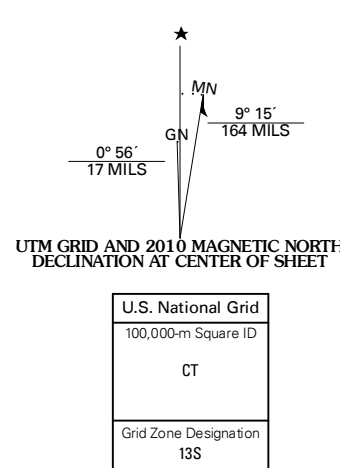 ★
MN
GN
9° 15´
164 MILS
0° 56´
17 MILS
UTM GRID AND 2010 MAGNETIC NORTH
DECLINATION AT CENTER OF SHEET
U.S. National Grid
100,000-m Square ID
CT
Grid Zone Designation
13S